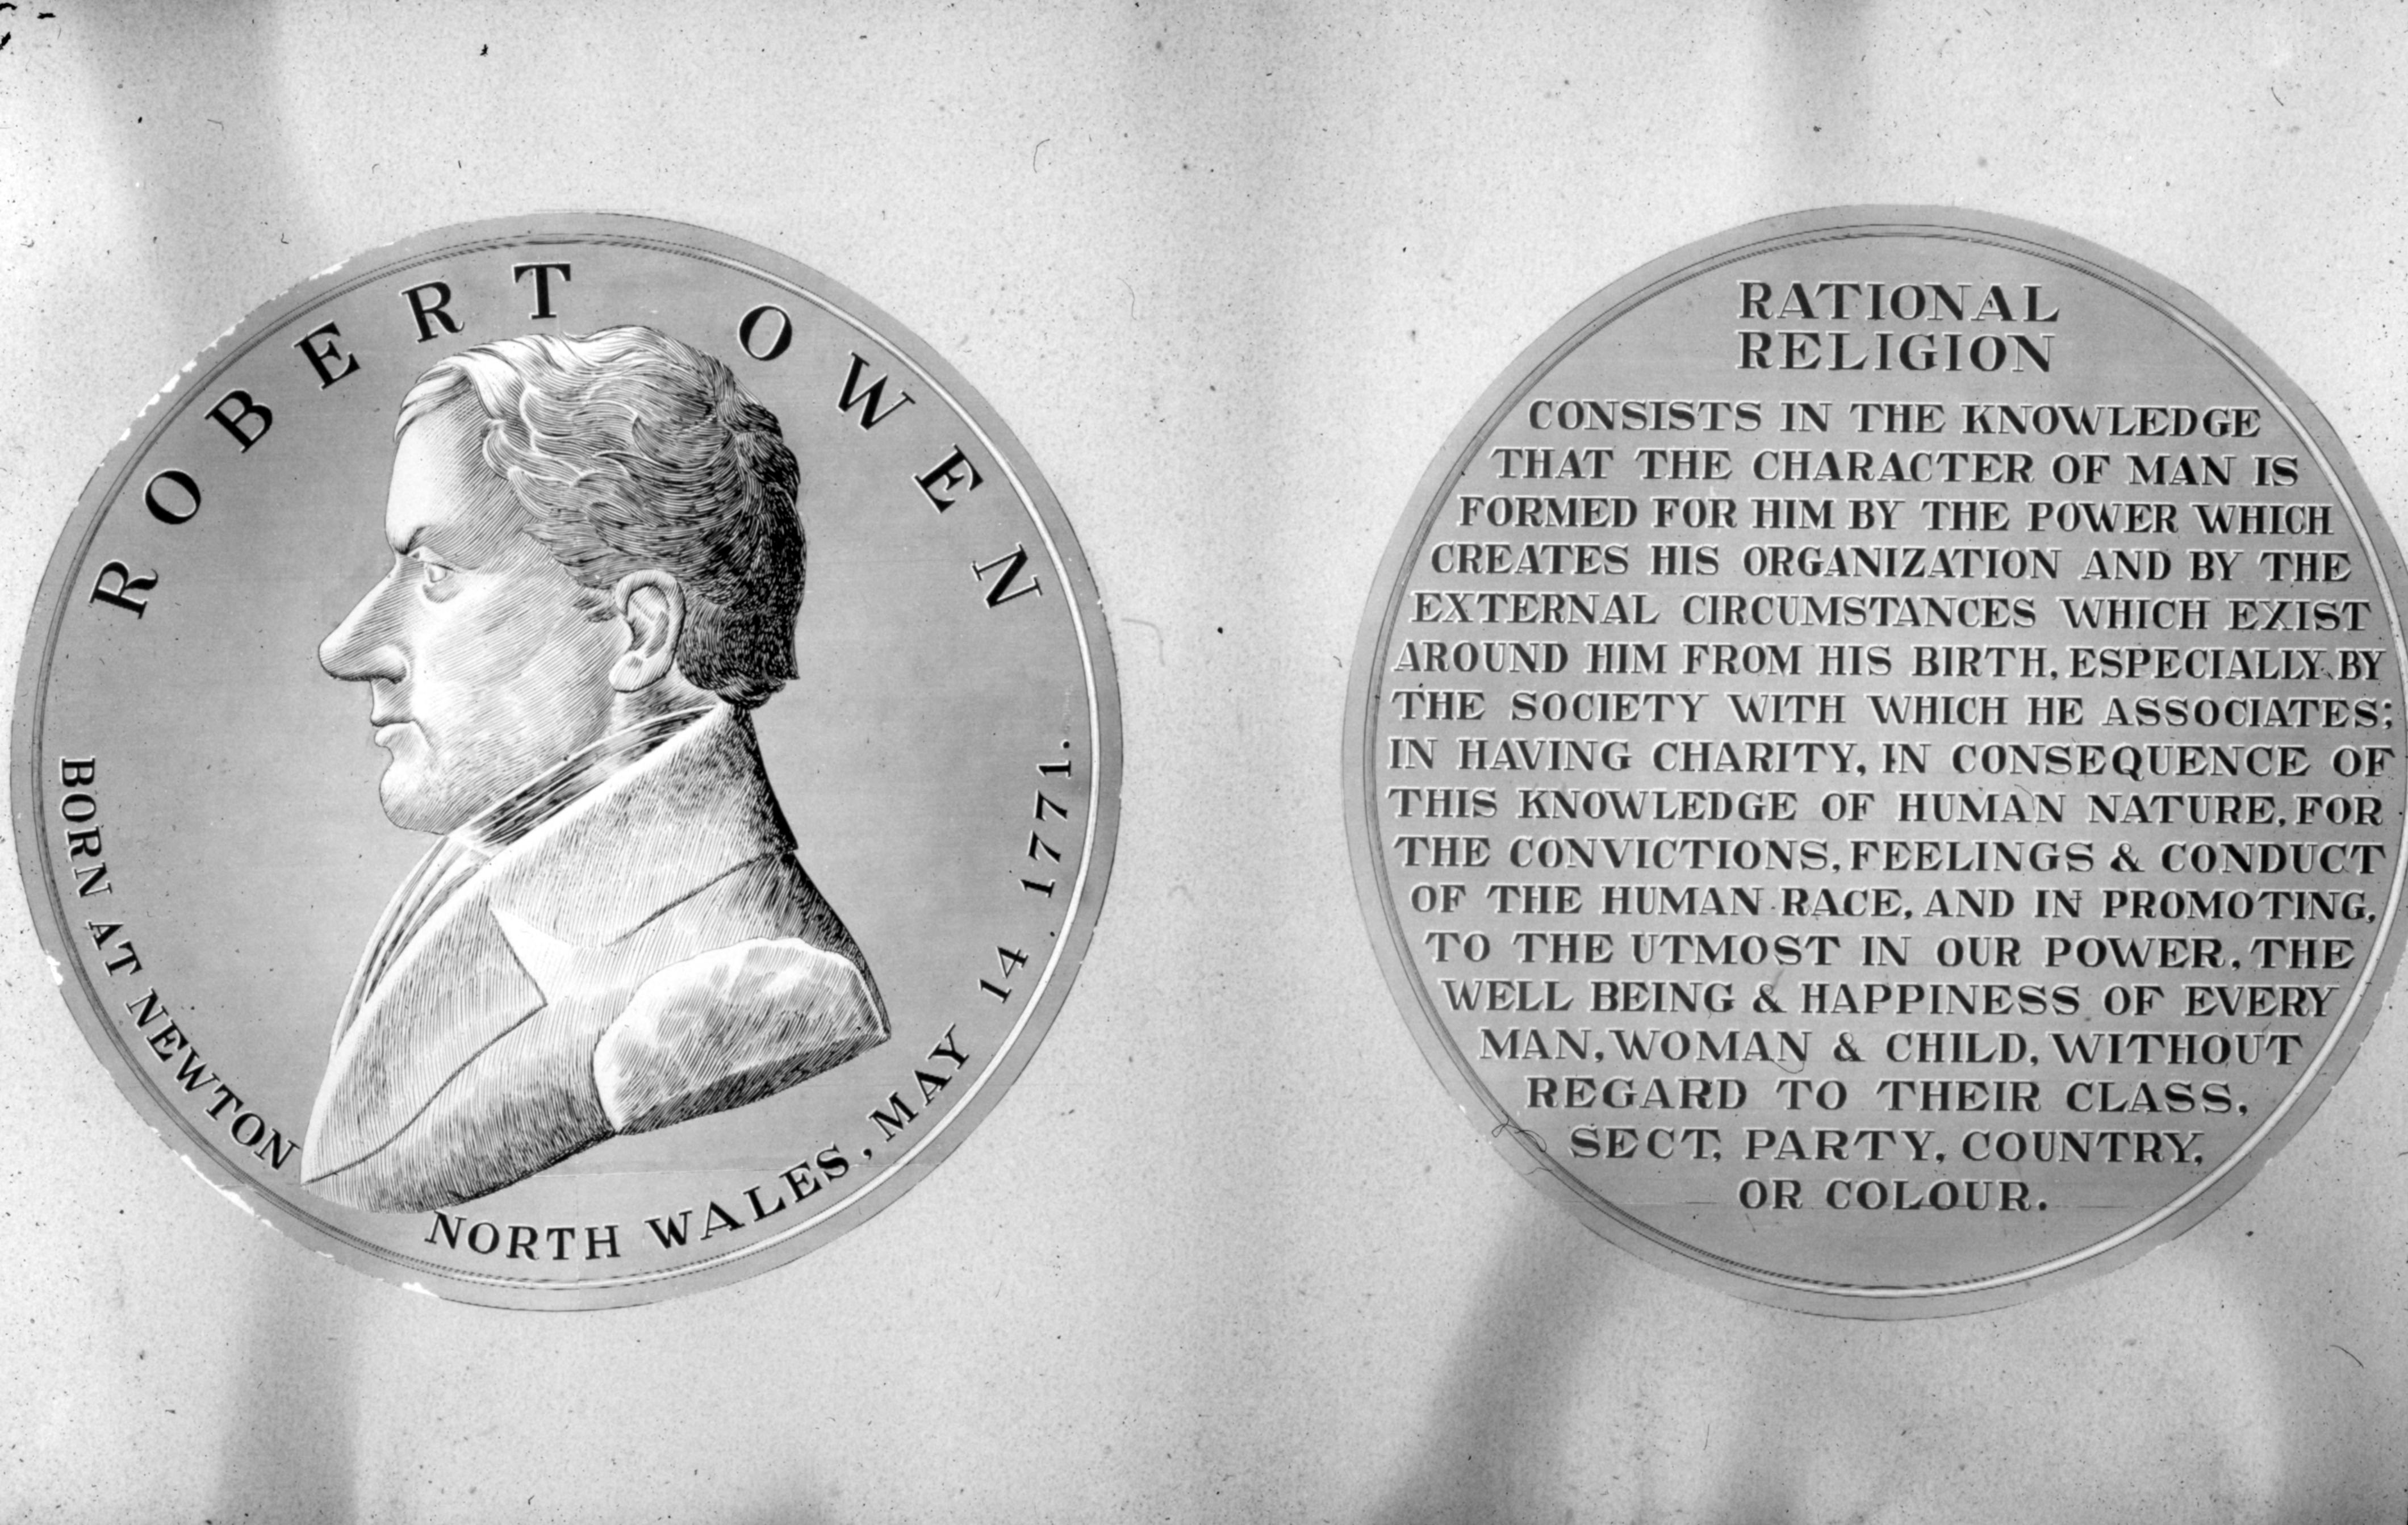 ROBERT OWEN
BORN AT NEWTON NORTH WALES, MAY 14. 1771.
RATIONAL
RELIGION
CONSISTS IN THE KNOWLEDGE
THAT THE CHARACTER OF MAN IS
FORMED FOR HIM BY THE POWER WHICH
CREATES HIS ORGANIZATION AND BY THE
EXTERNAL CIRCUMSTANCES WHICH EXIST
AROUND HIM FROM HIS BIRTH, ESPECIALLY BY
THE SOCIETY WITH WHICH HE ASSOCIATES;
IN HAVING CHARITY, IN CONSEQUENCE OF
THIS KNOWLEDGE OF HUMAN NATURE, FOR
THE CONVICTIONS, FEELINGS & CONDUCT
OF THE HUMAN RACE, AND IN PROMOTING,
TO THE UTMOST IN OUR POWER, THE
WELL BEING & HAPPINESS OF EVERY
MAN, WOMAN & CHILD, WITHOUT
REGARD TO THEIR CLASS,
SECT, PARTY, COUNTRY,
OR COLOUR.